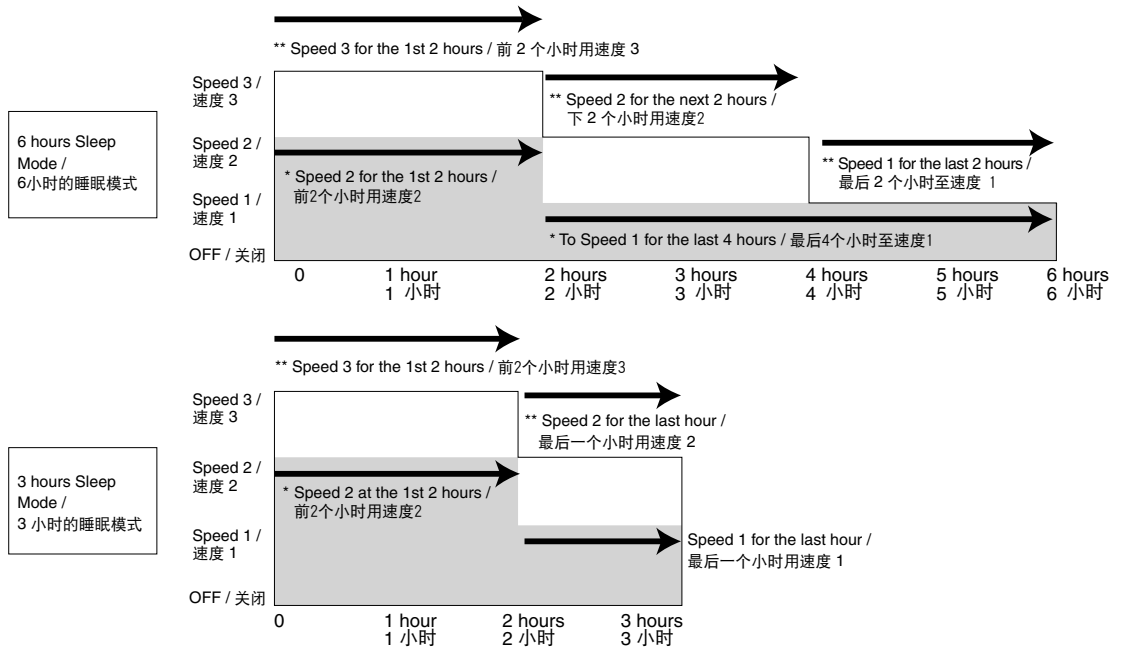 ** Speed 3 for the 1st 2 hours / 前 2 个小时用速度 3
Speed 3 /
速度 3
** Speed 2 for the next 2 hours /
下 2 个小时用速度2
6 hours Sleep
Mode /
6小时的睡眠模式
Speed 2 /
速度 2
* Speed 2 for the 1st 2 hours /
前2个小时用速度2
** Speed 1 for the last 2 hours /
最后 2 个小时至速度 1
Speed 1 /
速度 1
* To Speed 1 for the last 4 hours / 最后4个小时至速度1
OFF / 关闭
0 1 hour 2 hours 3 hours 4 hours 5 hours 6 hours
1 小时 2 小时 3 小时 4 小时 5 小时 6 小时
** Speed 3 for the 1st 2 hours / 前2个小时用速度3
Speed 3 /
速度 3
** Speed 2 for the last hour /
最后一个小时用速度 2
3 hours Sleep
Mode /
3 小时的睡眠模式
Speed 2 /
速度 2
* Speed 2 at the 1st 2 hours /
前2个小时用速度2
Speed 1 /
速度 1
Speed 1 for the last hour /
最后一个小时用速度 1
OFF / 关闭
0 1 hour 2 hours 3 hours
1 小时 2 小时 3 小时